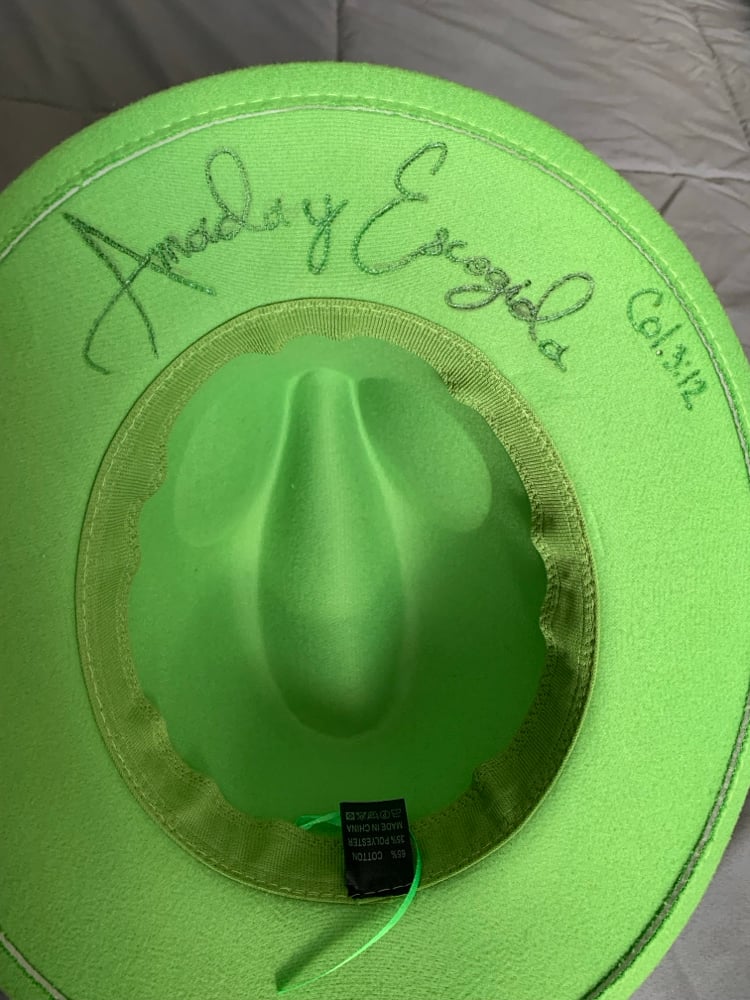 Amada y Escogida
Col. 3:12
65% COTTON
35% POLYESTER
MADE IN CHINA